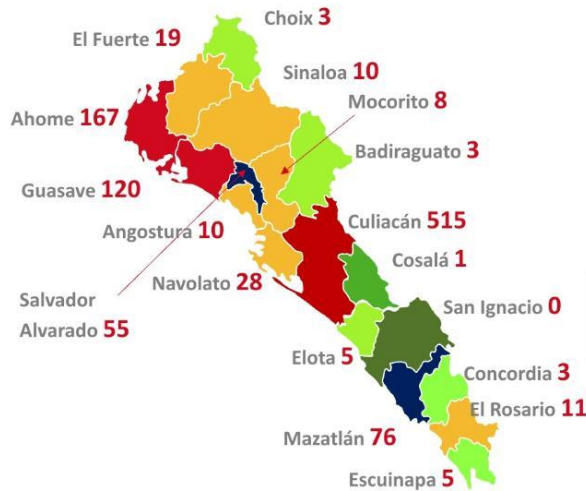 Choix 3
El Fuerte 19
Sinaloa 10
Mocorito 8
Ahome 167
Badiraguato 3
Guasave 120
Culiacán 515
Angostura 10
Cosalá 1
Navolato 28
Salvador
Alvarado 55
San Ignacio 0
Elota 5
Concordia 3
El Rosario 11
Mazatlán 76
Escuinapa 5